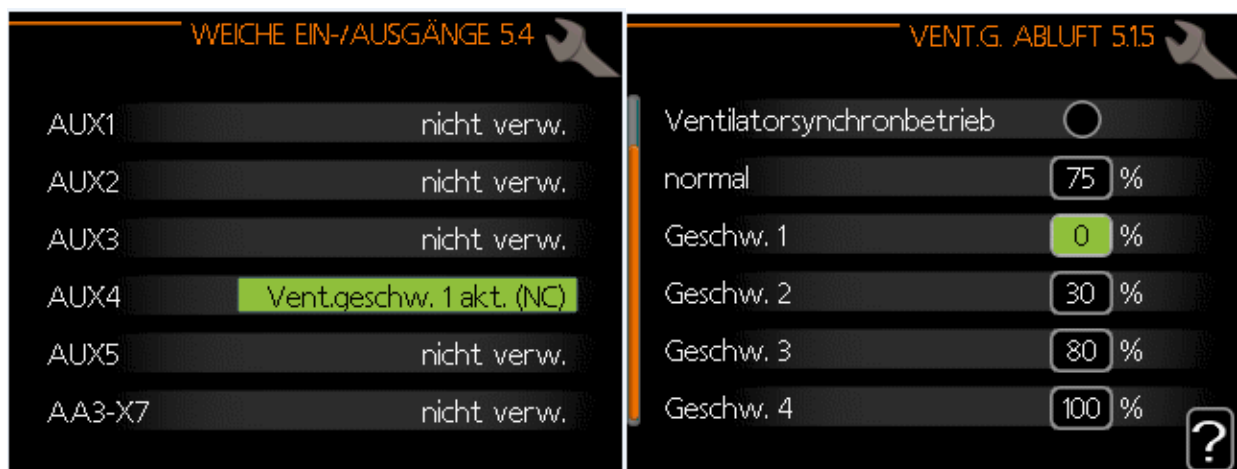 WEICHE EIN-/AUSGÄNGE 5.4
AUX1 nicht verw.
AUX2 nicht verw.
AUX3 nicht verw.
AUX4 Vent.geschw. 1 akt. (NC)
AUX5 nicht verw.
AA3-X7 nicht verw.
VENT.G. ABLUFT 5.1.5
Ventilatorsynchronbetrieb
normal 75 %
Geschw. 1 0 %
Geschw. 2 30 %
Geschw. 3 80 %
Geschw. 4 100 %
?